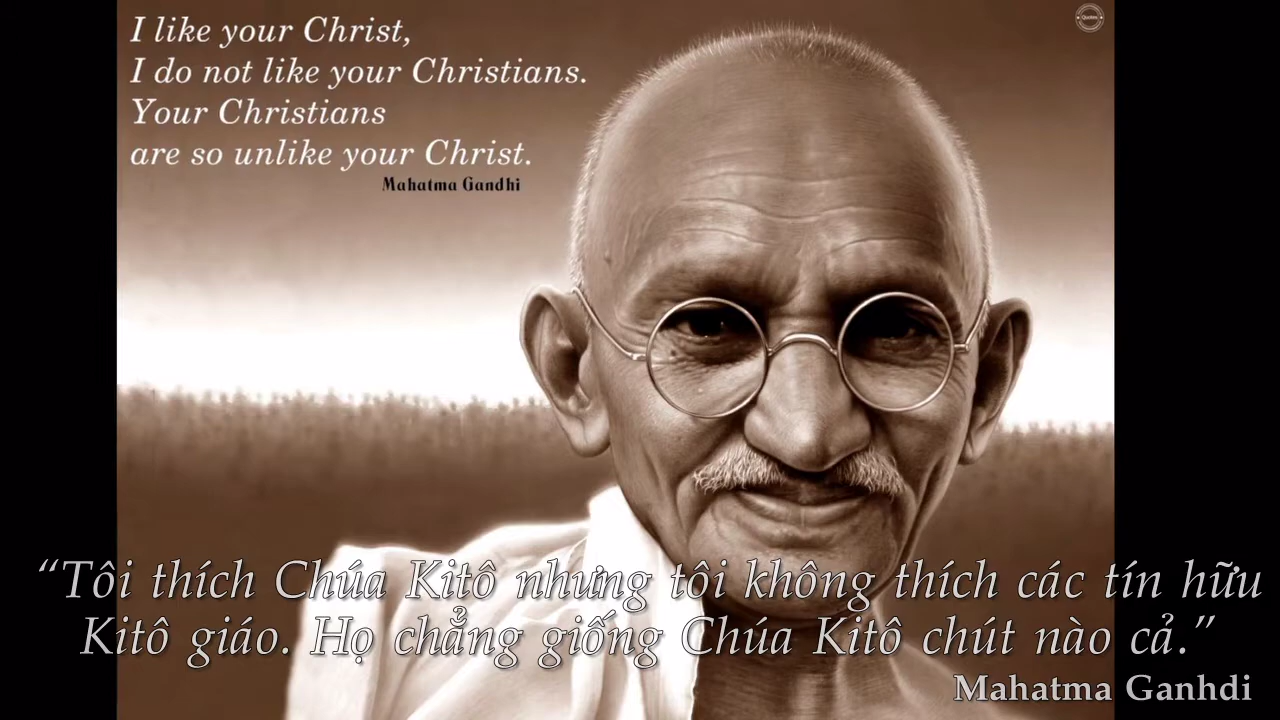 I like your Christ,
I do not like your Christians.
Your Christians
are so unlike your Christ.
Mahatma Gandhi
Quotes
“Tôi thích Chúa Kitô nhưng tôi không thích các tín hữu
Kitô giáo. Họ chẳng giống Chúa Kitô chút nào cả.”
Mahatma Ganhdi